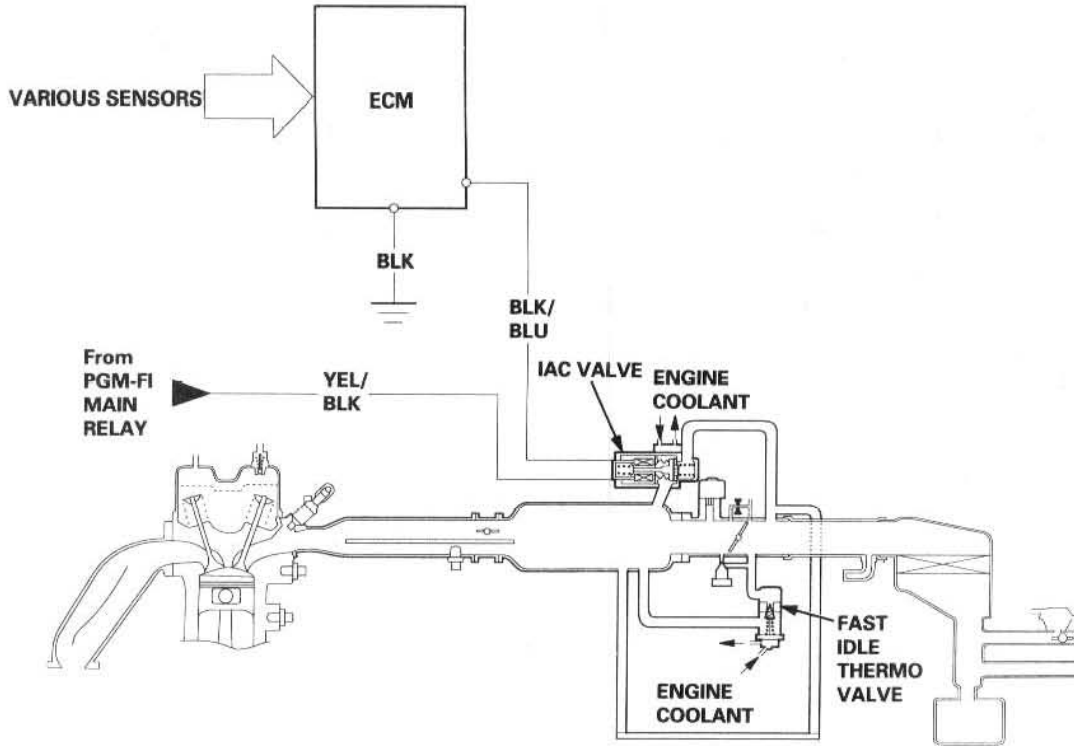 VARIOUS SENSORS
ECM
BLK
BLK/
BLU
From
PGM-FI
MAIN
RELAY
YEL/
BLK
IAC VALVE
ENGINE
COOLANT
FAST
IDLE
THERMO
VALVE
ENGINE
COOLANT